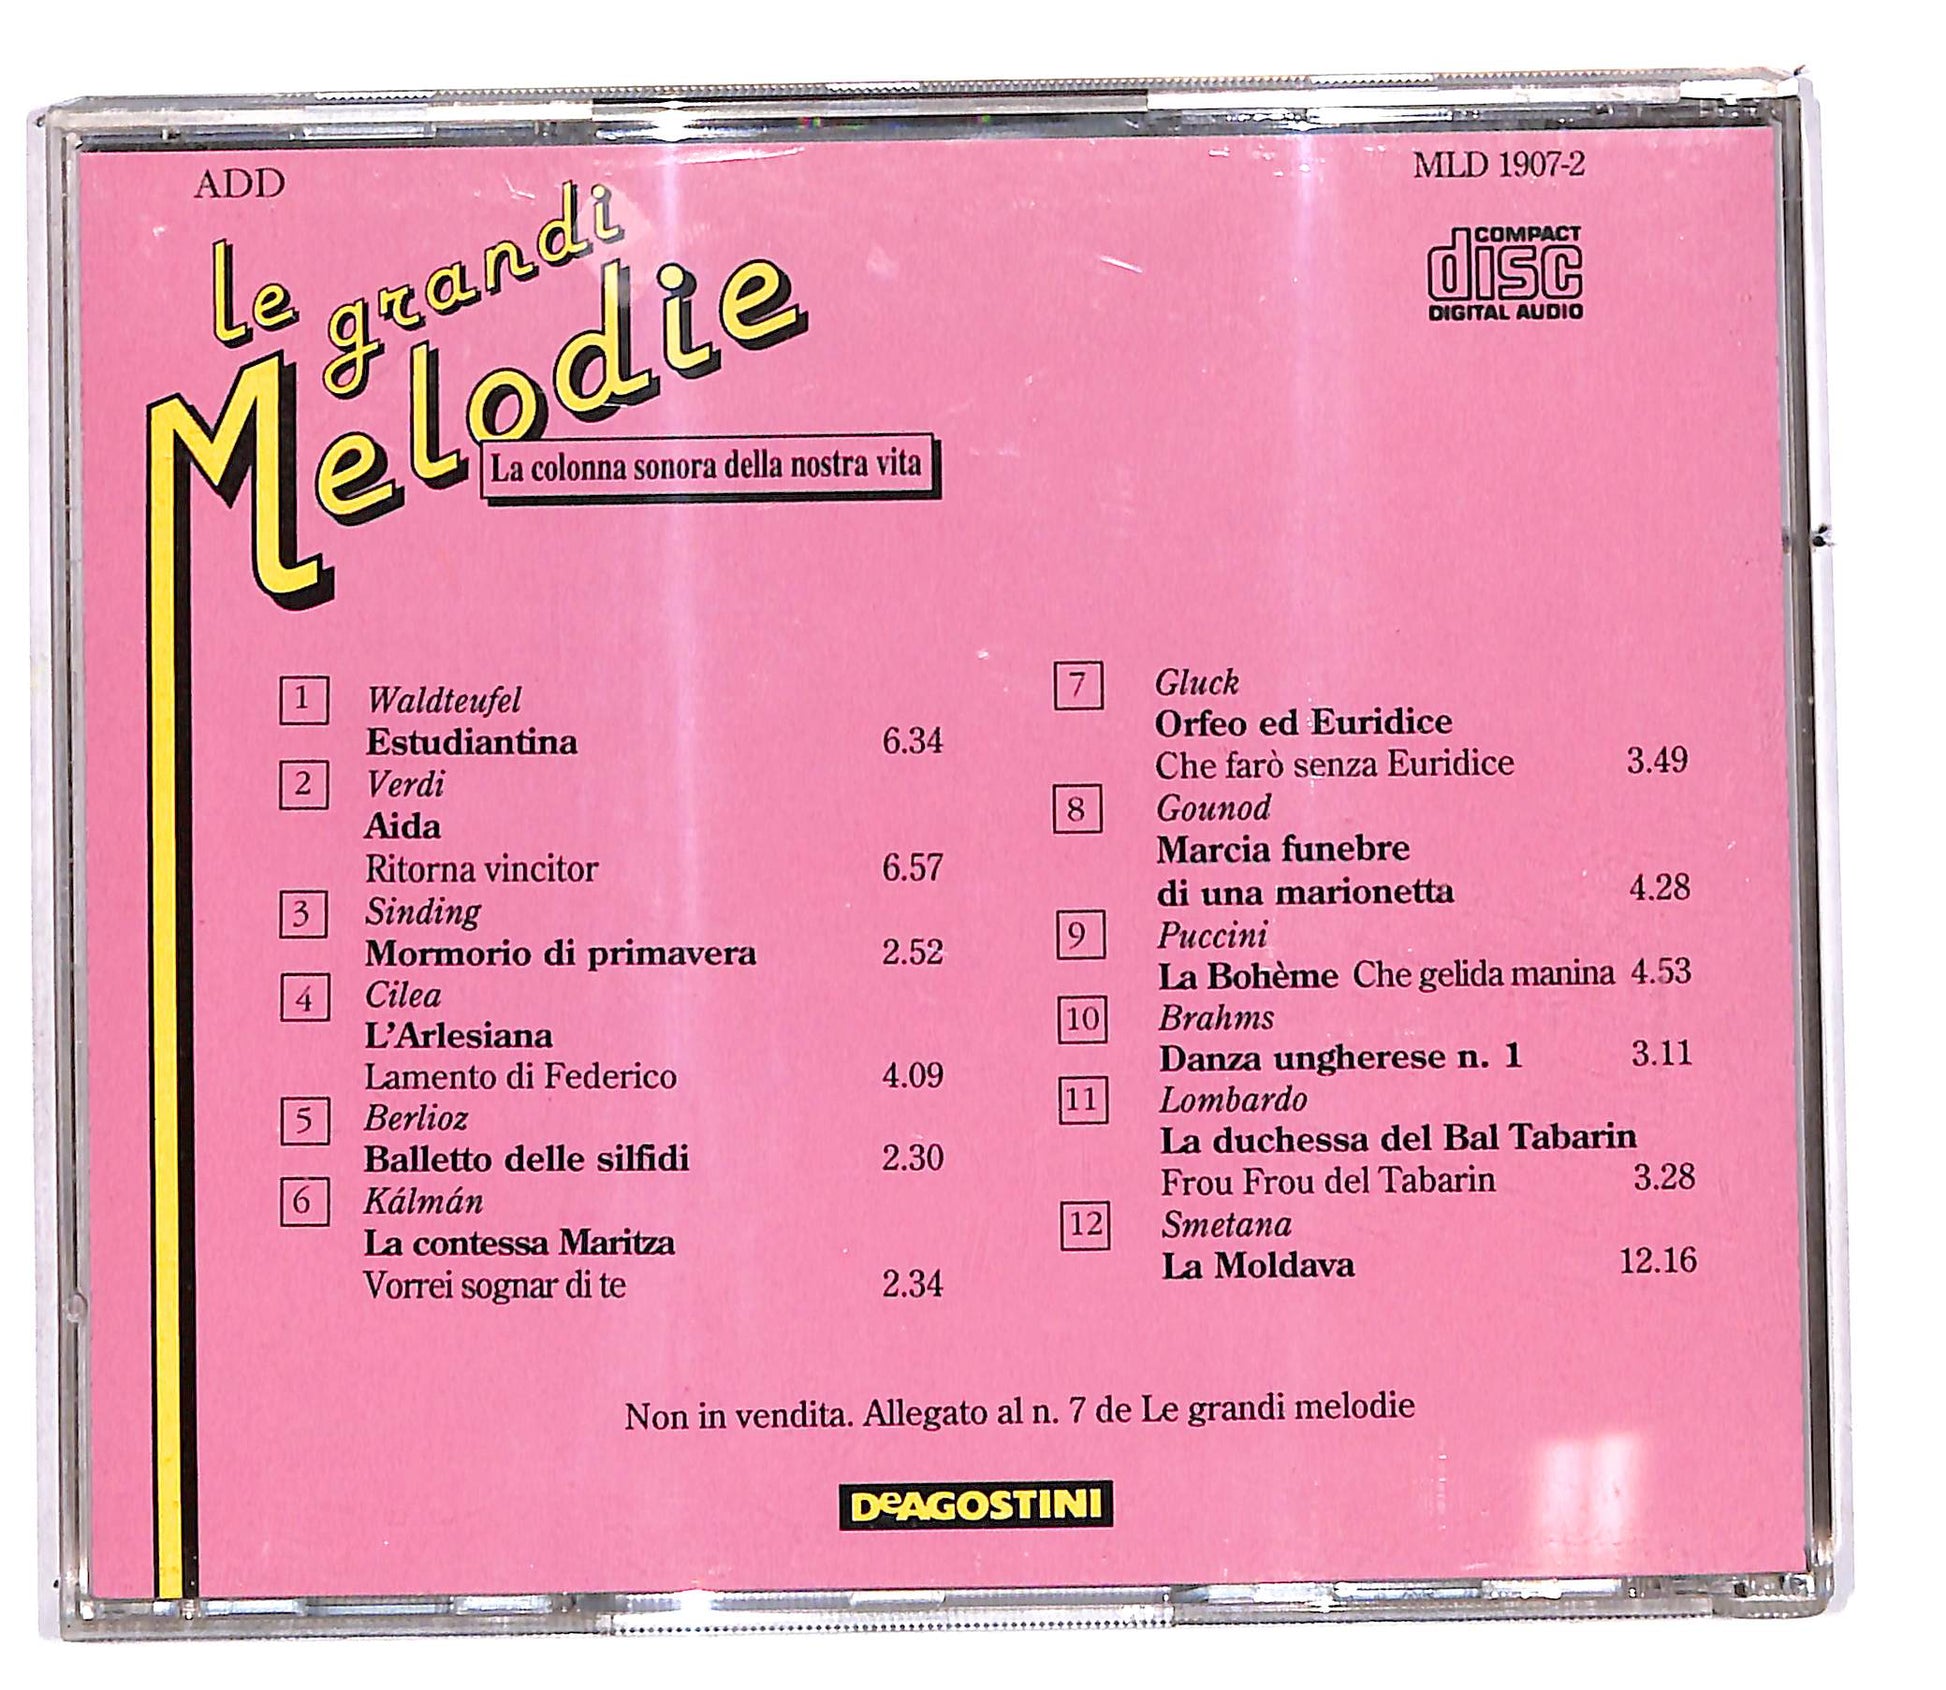 ADD
MLD 1907-2
COMPACT
disc
DIGITAL AUDIO
le grandi
Melodie
La colonna sonora della nostra vita
1 Waldteufel
Estudiantina 6.34
2 Verdi
Aida
Ritorna vincitor 6.57
3 Sinding
Mormorio di primavera 2.52
4 Cilea
L'Arlesiana
Lamento di Federico 4.09
5 Berlioz
Balletto delle silfidi 2.30
6 Kálmán
La contessa Maritza
Vorrei sognar di te 2.34
7 Gluck
Orfeo ed Euridice
Che farò senza Euridice 3.49
8 Gounod
Marcia funebre
di una marionetta 4.28
9 Puccini
La Bohème Che gelida manina 4.53
10 Brahms
Danza ungherese n. 1 3.11
11 Lombardo
La duchessa del Bal Tabarin
Frou Frou del Tabarin 3.28
12 Smetana
La Moldava 12.16
Non in vendita. Allegato al n. 7 de Le grandi melodie
DeAGOSTINI